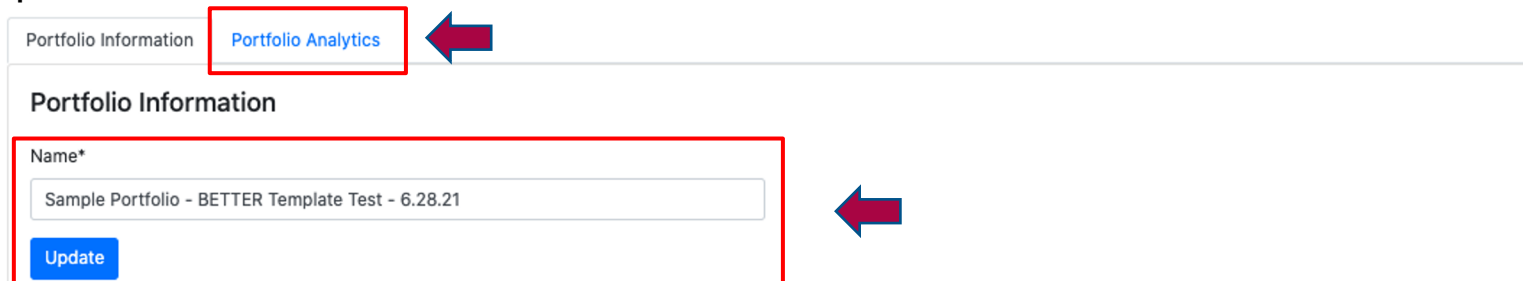 Portfolio Information Portfolio Analytics
Portfolio Information
Name*
Sample Portfolio - BETTER Template Test - 6.28.21
Update